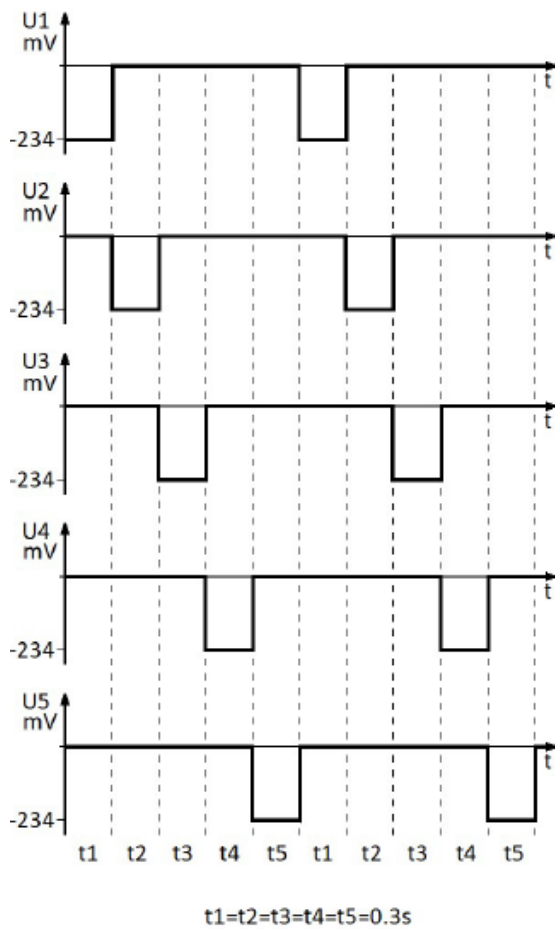 U1
mV
t
-234
U2
mV
t
-234
U3
mV
t
-234
U4
mV
t
-234
U5
mV
t
-234
t1 t2 t3 t4 t5 t1 t2 t3 t4 t5
t1=t2=t3=t4=t5=0.3s